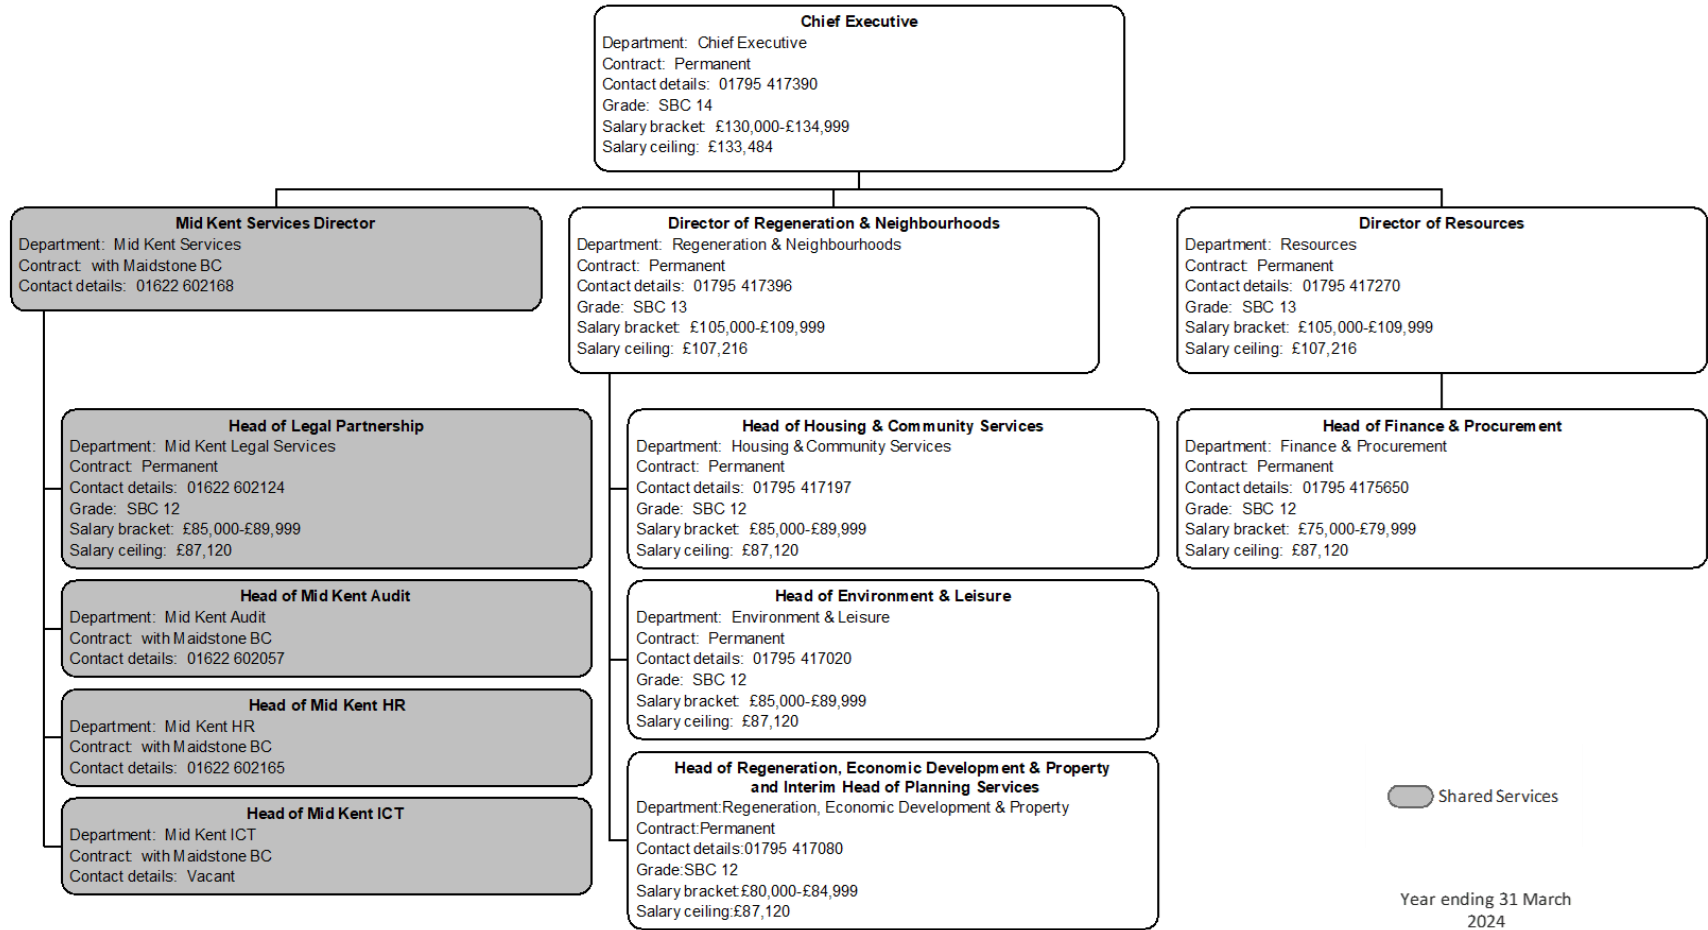 Chief Executive
Department: Chief Executive
Contract: Permanent
Contact details: 01795 417390
Grade: SBC 14
Salary bracket: £130,000-£134,999
Salary ceiling: £133,484
Mid Kent Services Director
Department: Mid Kent Services
Contract: with Maidstone BC
Contact details: 01622 602168
Director of Regeneration & Neighbourhoods
Department: Regeneration & Neighbourhoods
Contract: Permanent
Contact details: 01795 417396
Grade: SBC 13
Salary bracket: £105,000-£109,999
Salary ceiling: £107,216
Director of Resources
Department: Resources
Contract: Permanent
Contact details: 01795 417270
Grade: SBC 13
Salary bracket: £105,000-£109,999
Salary ceiling: £107,216
Head of Legal Partnership
Department: Mid Kent Legal Services
Contract: Permanent
Contact details: 01622 602124
Grade: SBC 12
Salary bracket: £85,000-£89,999
Salary ceiling: £87,120
Head of Mid Kent Audit
Department: Mid Kent Audit
Contract: with Maidstone BC
Contact details: 01622 602057
Head of Mid Kent HR
Department: Mid Kent HR
Contract: with Maidstone BC
Contact details: 01622 602165
Head of Mid Kent ICT
Department: Mid Kent ICT
Contract: with Maidstone BC
Contact details: Vacant
Head of Housing & Community Services
Department: Housing & Community Services
Contract: Permanent
Contact details: 01795 417197
Grade: SBC 12
Salary bracket: £85,000-£89,999
Salary ceiling: £87,120
Head of Environment & Leisure
Department: Environment & Leisure
Contract: Permanent
Contact details: 01795 417020
Grade: SBC 12
Salary bracket: £85,000-£89,999
Salary ceiling: £87,120
Head of Regeneration, Economic Development & Property
and Interim Head of Planning Services
Department:Regeneration, Economic Development & Property
Contract:Permanent
Contact details:01795 417080
Grade:SBC 12
Salary bracket:£80,000-£84,999
Salary ceiling:£87,120
Head of Finance & Procurement
Department: Finance & Procurement
Contract: Permanent
Contact details: 01795 4175650
Grade: SBC 12
Salary bracket: £75,000-£79,999
Salary ceiling: £87,120
Shared Services
Year ending 31 March
2024